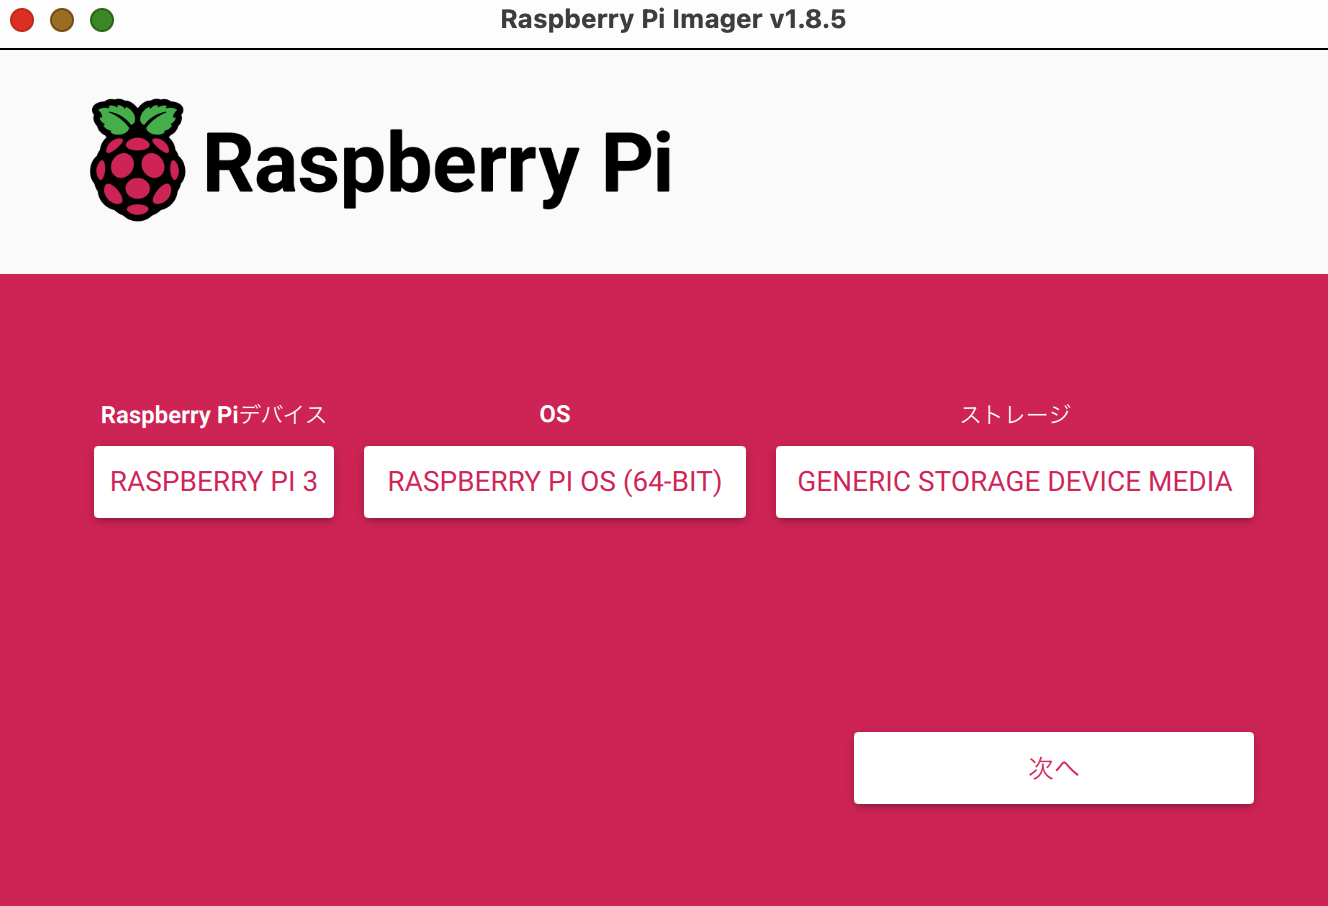 Raspberry Pi Imager v1.8.5
Raspberry Pi
Raspberry Piデバイス
OS
ストレージ
RASPBERRY PI 3
RASPBERRY PI OS (64-BIT)
GENERIC STORAGE DEVICE MEDIA
次へ